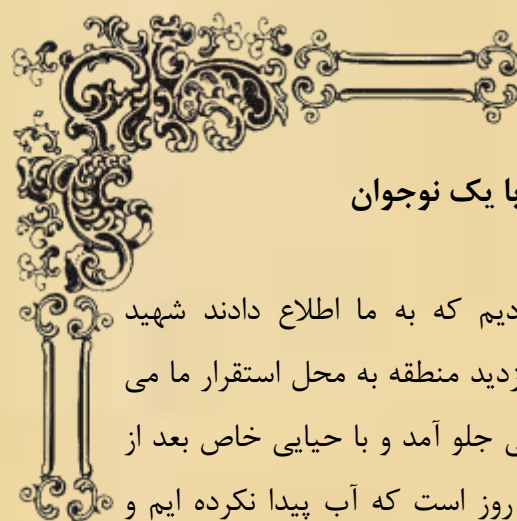 با یک نوجوان
دیم که به ما اطلاع دادند شهید
زدید منطقه به محل استقرار ما می
ی جلو آمد و با حیایی خاص بعد از
روز است که آب پیدا نکرده ایم و